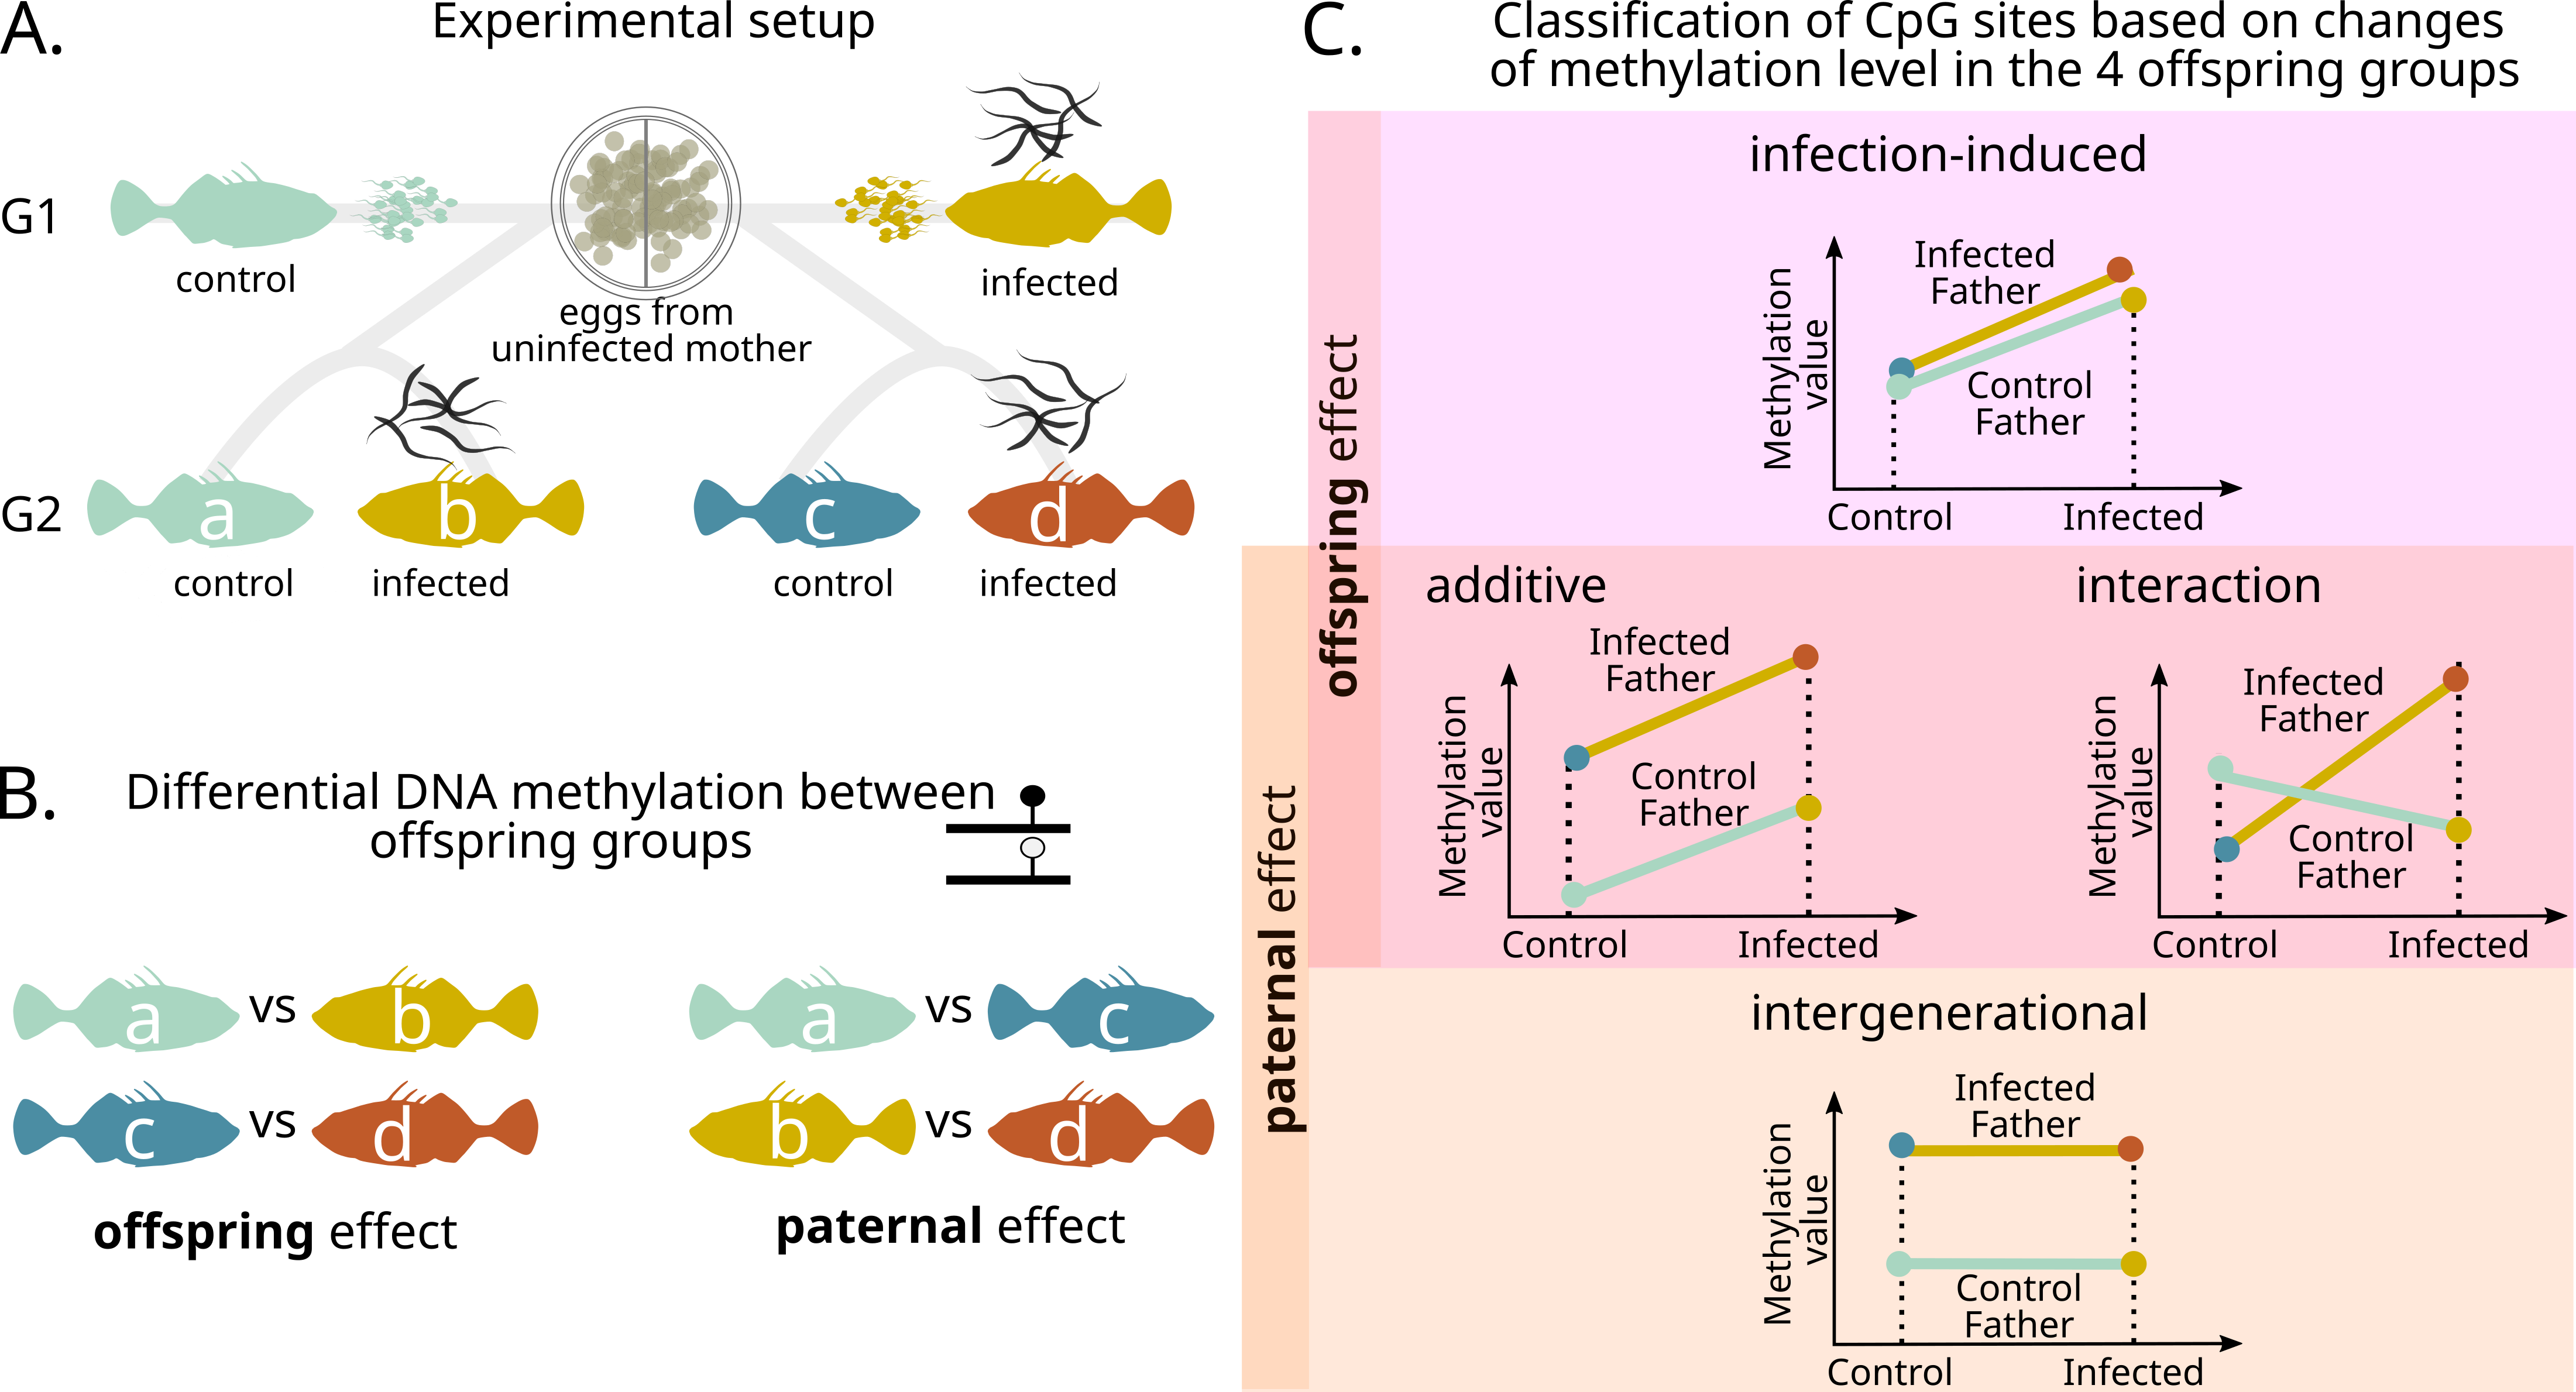 A.
Experimental setup
G1
control
eggs from
uninfected mother
infected
G2
a
b
c
d
control
infected
control
infected
B.
Differential DNA methylation between
offspring groups
a vs b
a vs c
c vs d
b vs d
offspring effect
paternal effect
C.
Classification of CpG sites based on changes
of methylation level in the 4 offspring groups
offspring effect
paternal effect
infection-induced
Methylation
value
Infected
Father
Control
Father
Control
Infected
additive
Methylation
value
Infected
Father
Control
Father
Control
Infected
interaction
Methylation
value
Infected
Father
Control
Father
Control
Infected
intergenerational
Methylation
value
Infected
Father
Control
Father
Control
Infected